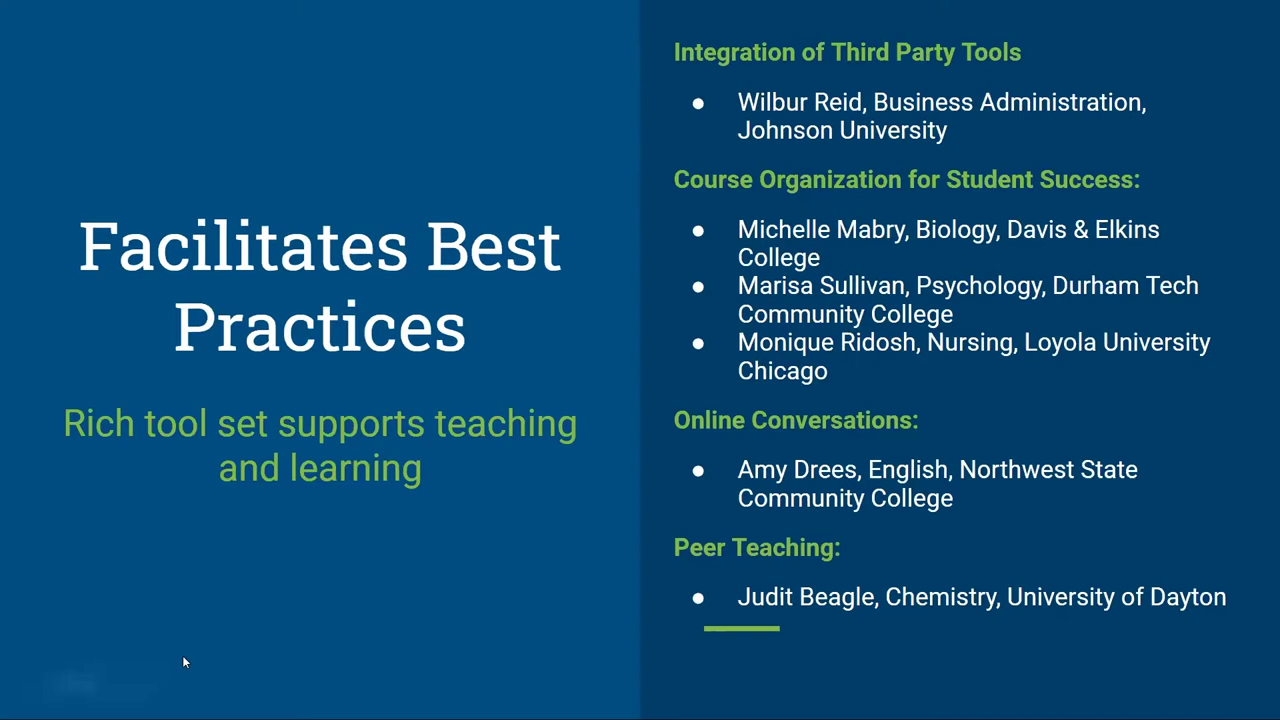 Facilitates Best
Practices
Rich tool set supports teaching
and learning
Integration of Third Party Tools
● Wilbur Reid, Business Administration,
Johnson University
Course Organization for Student Success:
● Michelle Mabry, Biology, Davis & Elkins
College
● Marisa Sullivan, Psychology, Durham Tech
Community College
● Monique Ridosh, Nursing, Loyola University
Chicago
Online Conversations:
● Amy Drees, English, Northwest State
Community College
Peer Teaching:
● Judit Beagle, Chemistry, University of Dayton